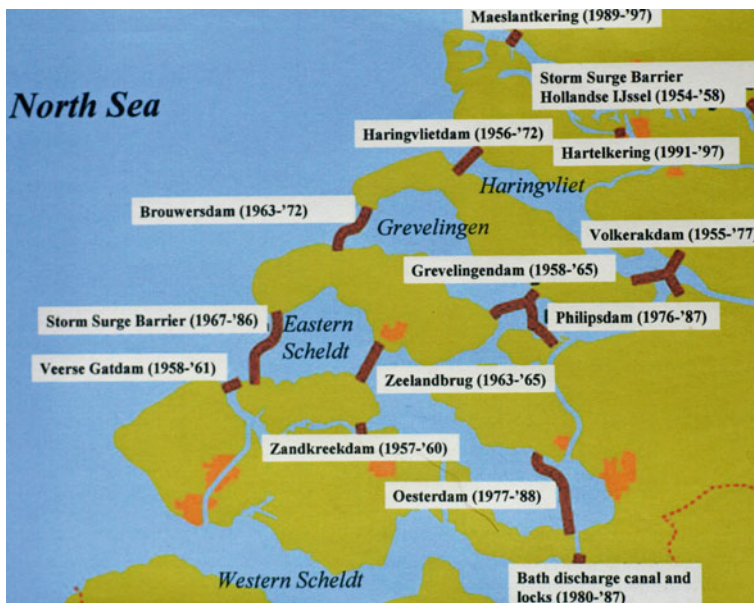 Maeslantkering (1989-'97)
North Sea
Storm Surge Barrier
Hollandse IJssel (1954-'58)
Haringvlietdam (1956-'72)
Hartelkering (1991-'97)
Haringvliet
Brouwersdam (1963-'72)
Grevelingen
Volkerakdam (1955-'77
Grevelingendam (1958-'65)
Storm Surge Barrier (1967-'86)
Eastern
Scheldt
Philipsdam (1976-'87)
Veerse Gatdam (1958-'61)
Zeelandbrug (1963-'65)
Zandkreekdam (1957-'60)
Oesterdam (1977-'88)
Western Scheldt
Bath discharge canal and
locks (1980-'87)